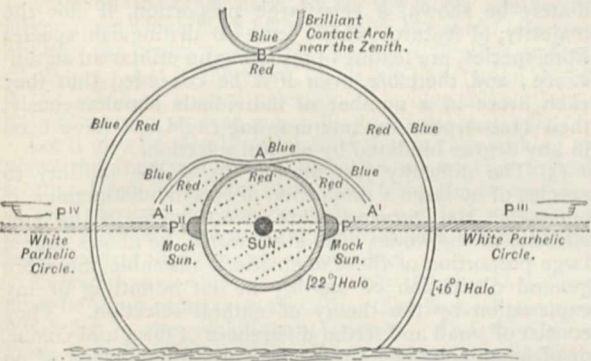 Brilliant
Contact Arch
near the Zenith.
Blue
B
Red
Blue
Red
Red
Blue
A
Blue
Red
Blue
Red
Red
Blue
A''
A'
P^IV
P''
P'
P^III
SUN
White
Parhelic
Circle.
Mock
Sun.
Mock
Sun.
White
Parhelic
Circle.
[22°] Halo
[46°] Halo